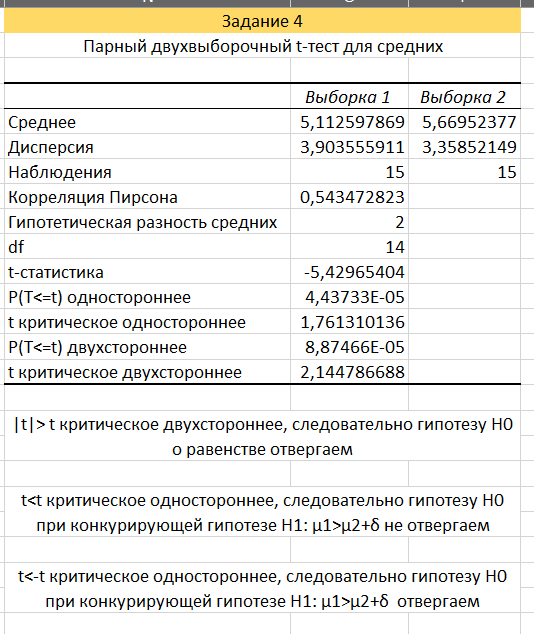 Задание 4
Парный двухвыборочный t-тест для средних
Выборка 1 Выборка 2
Среднее 5,112597869 5,66952377
Дисперсия 3,903555911 3,35852149
Наблюдения 15 15
Корреляция Пирсона 0,543472823
Гипотетическая разность средних 2
df 14
t-статистика -5,42965404
P(T<=t) одностороннее 4,43733E-05
t критическое одностороннее 1,761310136
P(T<=t) двухстороннее 8,87466E-05
t критическое двухстороннее 2,144786688
|t|> t критическое двухстороннее, следовательно гипотезу H0
о равенстве отвергаем
t<t критическое одностороннее, следовательно гипотезу H0
при конкурирующей гипотезе H1: μ1>μ2+δ не отвергаем
t<-t критическое одностороннее, следовательно гипотезу H0
при конкурирующей гипотезе H1: μ1>μ2+δ отвергаем